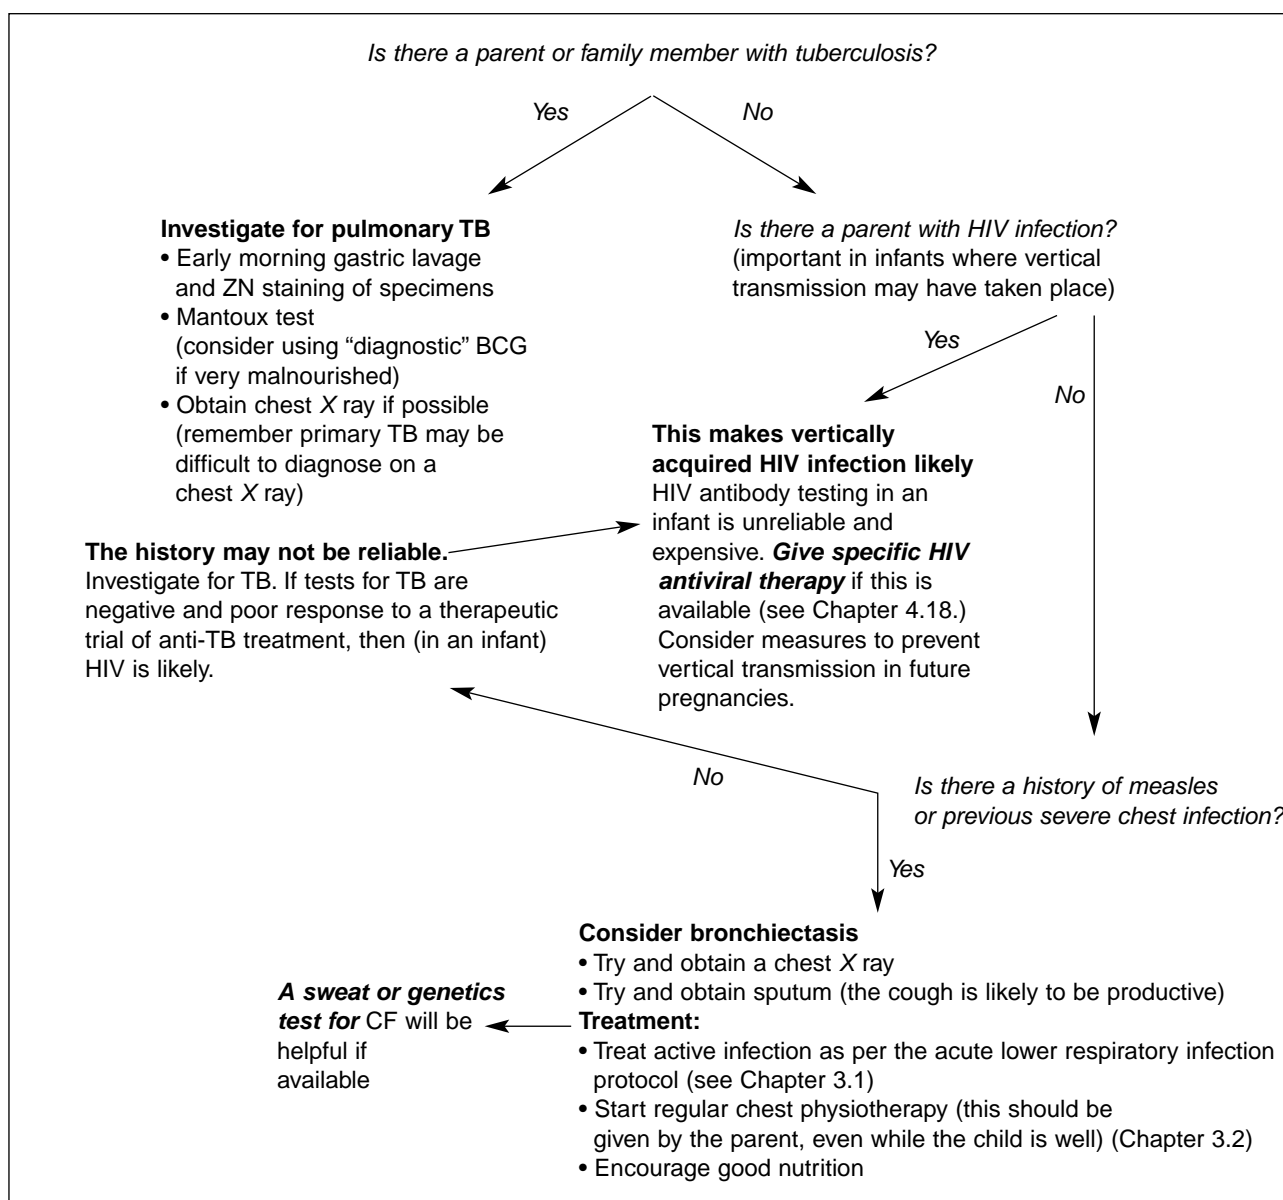 Is there a parent or family member with tuberculosis?
Yes
No
Investigate for pulmonary TB
• Early morning gastric lavage
and ZN staining of specimens
• Mantoux test
(consider using “diagnostic” BCG
if very malnourished)
• Obtain chest X ray if possible
(remember primary TB may be
difficult to diagnose on a
chest X ray)
Is there a parent with HIV infection?
(important in infants where vertical
transmission may have taken place)
Yes
No
This makes vertically
acquired HIV infection likely
HIV antibody testing in an
infant is unreliable and
expensive. Give specific HIV
antiviral therapy if this is
available (see Chapter 4.18.)
Consider measures to prevent
vertical transmission in future
pregnancies.
The history may not be reliable.
Investigate for TB. If tests for TB are
negative and poor response to a therapeutic
trial of anti-TB treatment, then (in an infant)
HIV is likely.
No
Is there a history of measles
or previous severe chest infection?
Yes
Consider bronchiectasis
• Try and obtain a chest X ray
• Try and obtain sputum (the cough is likely to be productive)
Treatment:
• Treat active infection as per the acute lower respiratory infection
protocol (see Chapter 3.1)
• Start regular chest physiotherapy (this should be
given by the parent, even while the child is well) (Chapter 3.2)
• Encourage good nutrition
A sweat or genetics
test for CF will be
helpful if
available